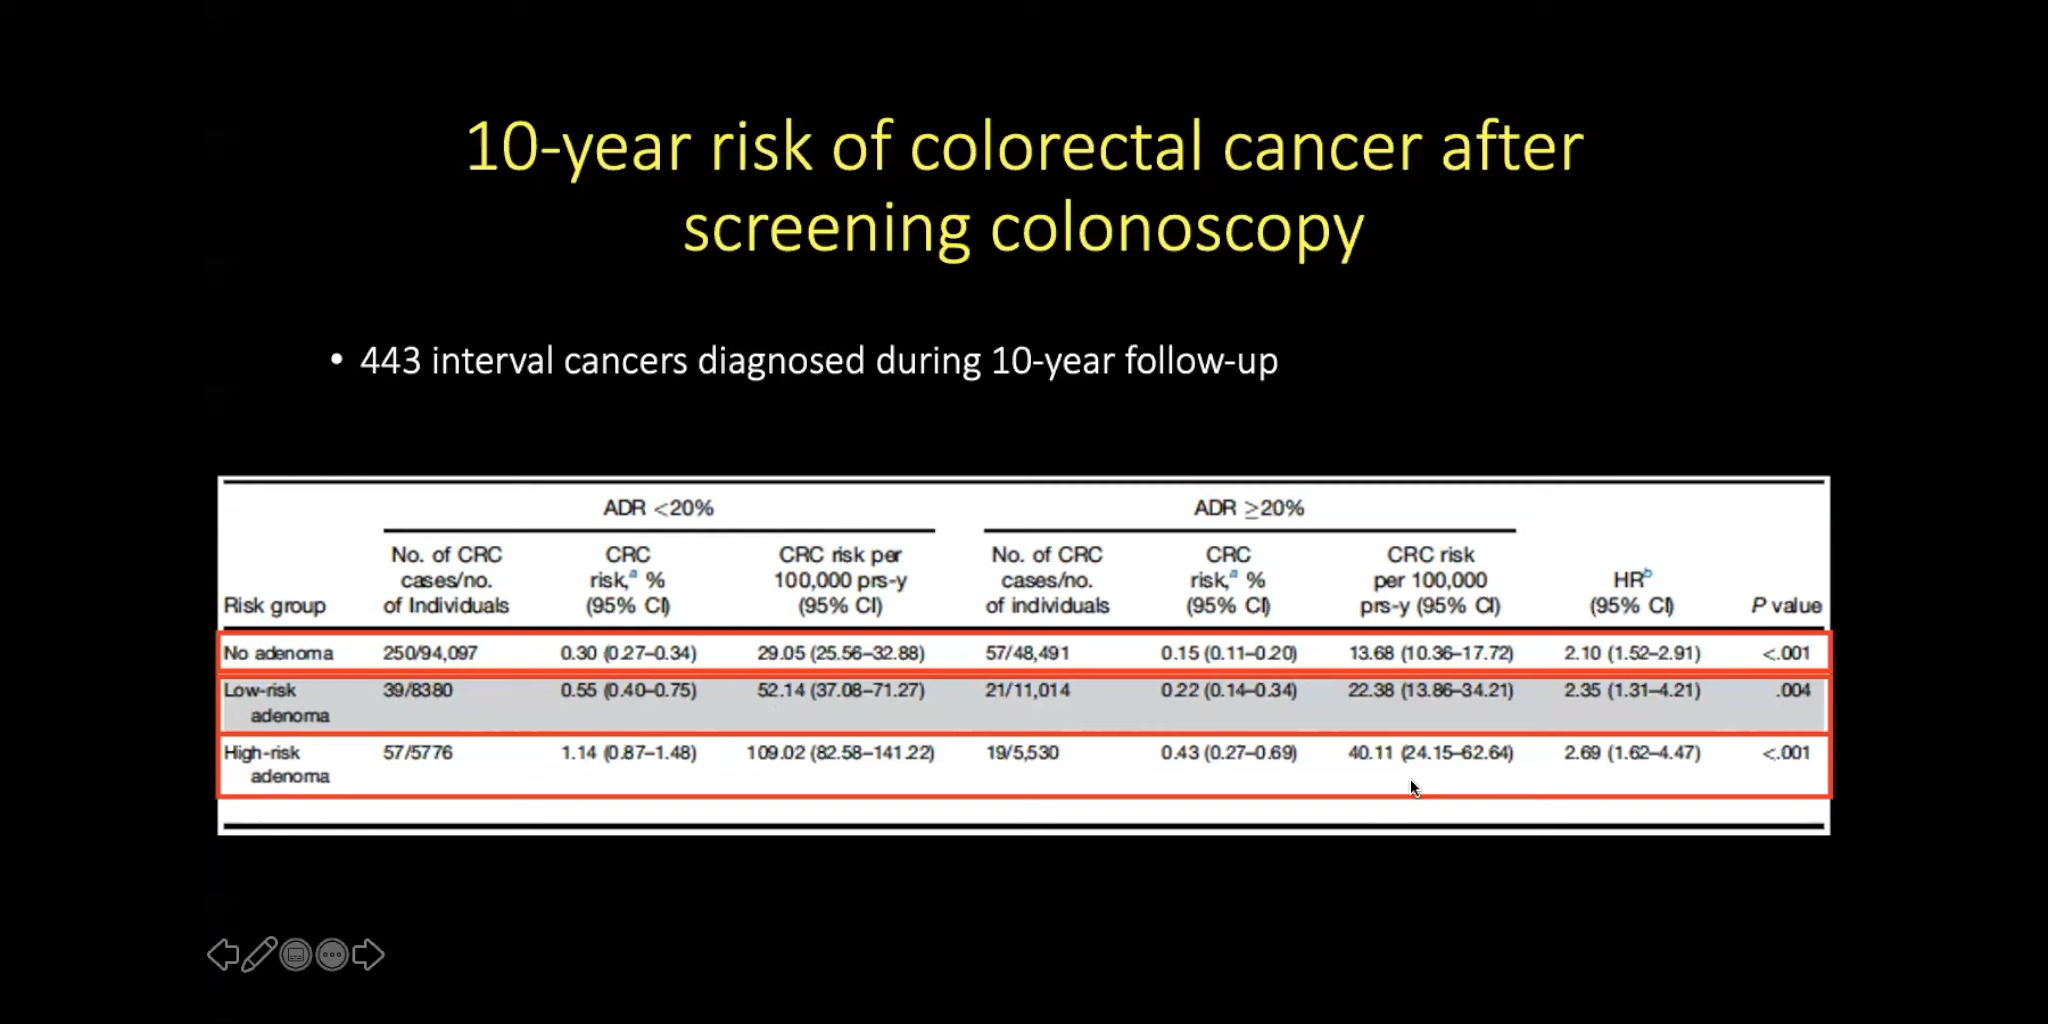 10-year risk of colorectal cancer after
screening colonoscopy
• 443 interval cancers diagnosed during 10-year follow-up
ADR <20% ADR ≥20%
No. of CRC CRC CRC risk per No. of CRC CRC CRC risk
cases/no. risk,a % 100,000 prs-y cases/no. risk,a % per 100,000 HRb
Risk group of Individuals (95% CI) (95% CI) of individuals (95% CI) prs-y (95% CI) (95% CI) P value
No adenoma 250/94,097 0.30 (0.27–0.34) 29.05 (25.56–32.88) 57/48,491 0.15 (0.11–0.20) 13.68 (10.36–17.72) 2.10 (1.52–2.91) <.001
Low-risk 39/8380 0.55 (0.40–0.75) 52.14 (37.08–71.27) 21/11,014 0.22 (0.14–0.34) 22.38 (13.86–34.21) 2.35 (1.31–4.21) .004
adenoma
High-risk 57/5776 1.14 (0.87–1.48) 109.02 (82.58–141.22) 19/5,530 0.43 (0.27–0.69) 40.11 (24.15–62.64) 2.69 (1.62–4.47) <.001
adenoma